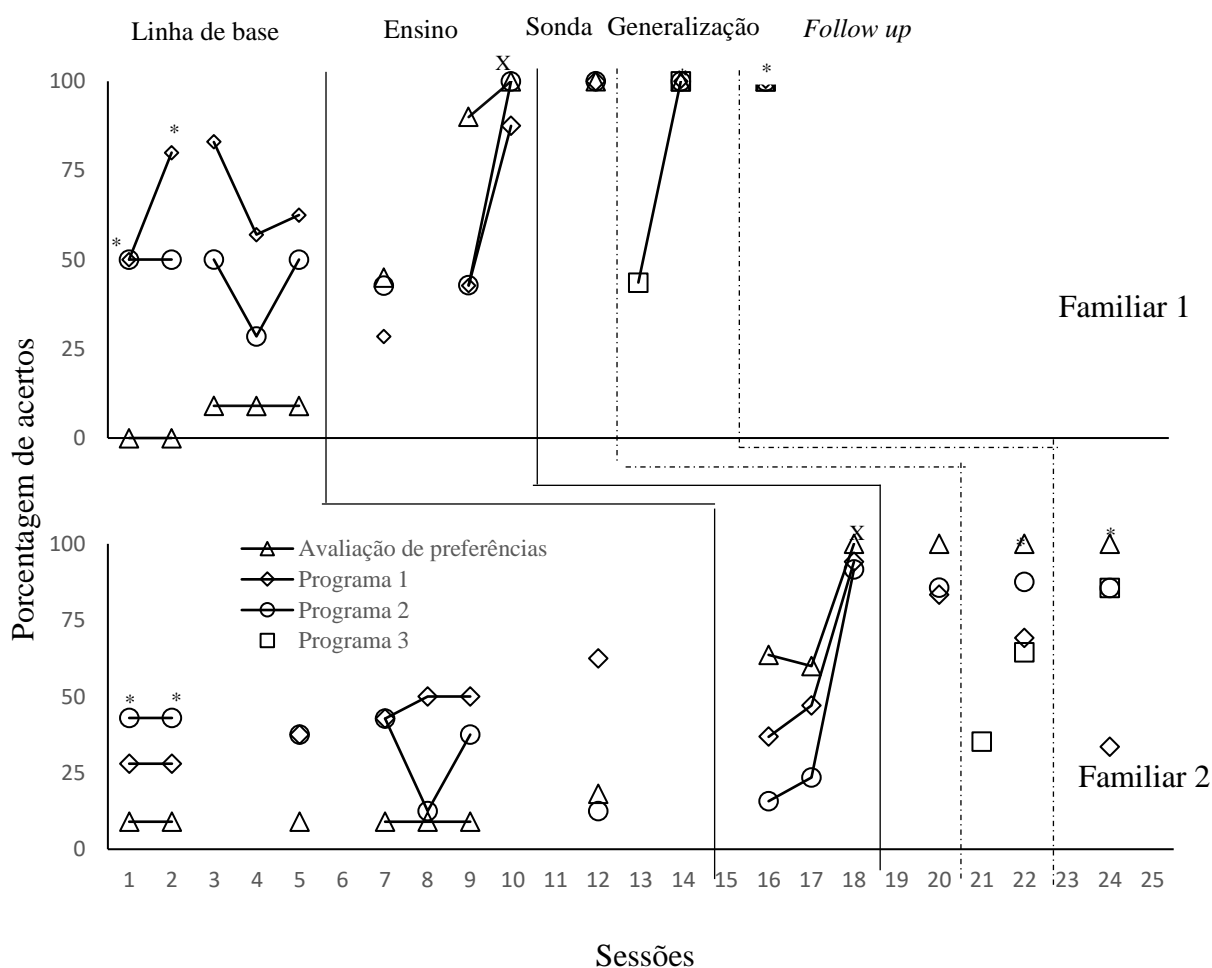 Linha de base Ensino Sonda Generalização Follow up
X
*
*
*
*
100
75
50
25
0
Familiar 1
Porcentagem de acertos
100
75
50
25
0
Avaliação de preferências
Programa 1
Programa 2
Programa 3
*
*
X
*
*
Familiar 2
1 2 3 4 5 6 7 8 9 10 11 12 13 14 15 16 17 18 19 20 21 22 23 24 25
Sessões